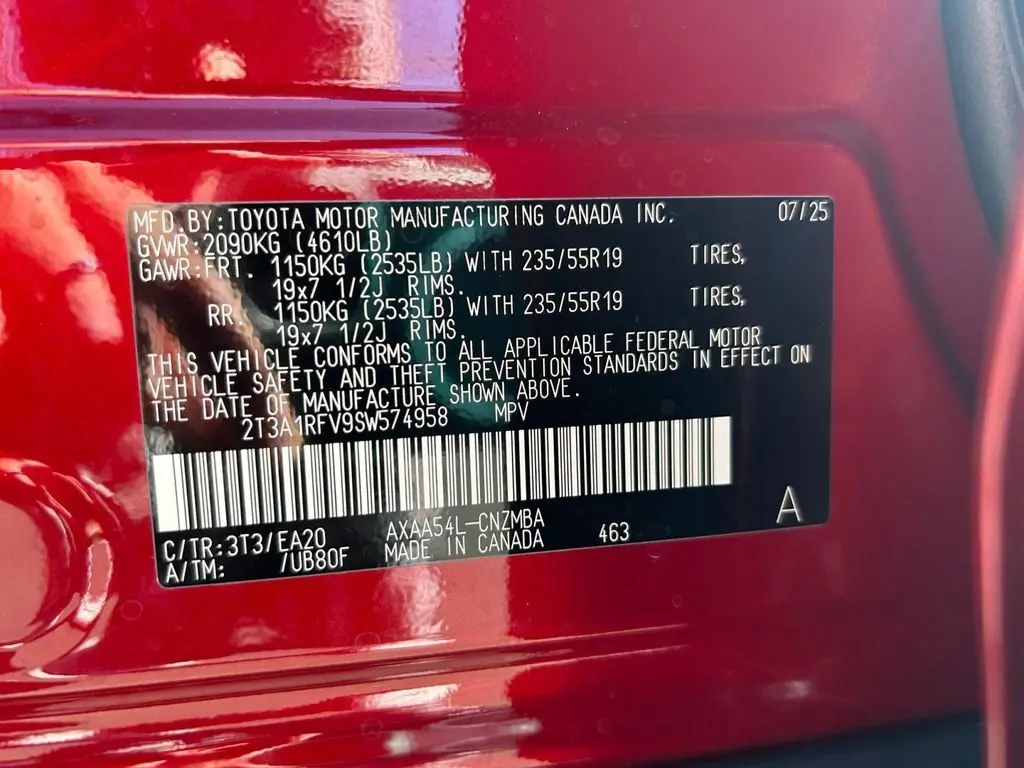 MFD.BY:TOYOTA MOTOR MANUFACTURING CANADA INC. 07/25
GVWR:2090KG (4610LB)
GAWR:FRT. 1150KG (2535LB) WITH 235/55R19 TIRES,
19x7 1/2J RIMS.
RR. 1150KG (2535LB) WITH 235/55R19 TIRES,
19x7 1/2J RIMS.
THIS VEHICLE CONFORMS TO ALL APPLICABLE FEDERAL MOTOR
VEHICLE SAFETY AND THEFT PREVENTION STANDARDS IN EFFECT ON
THE DATE OF MANUFACTURE SHOWN ABOVE.
2T3A1RFV9SW574958 MPV
A
C/TR:3T3/EA20 AXAA54L-CNZMBA 463
A/TM: /UB80F MADE IN CANADA